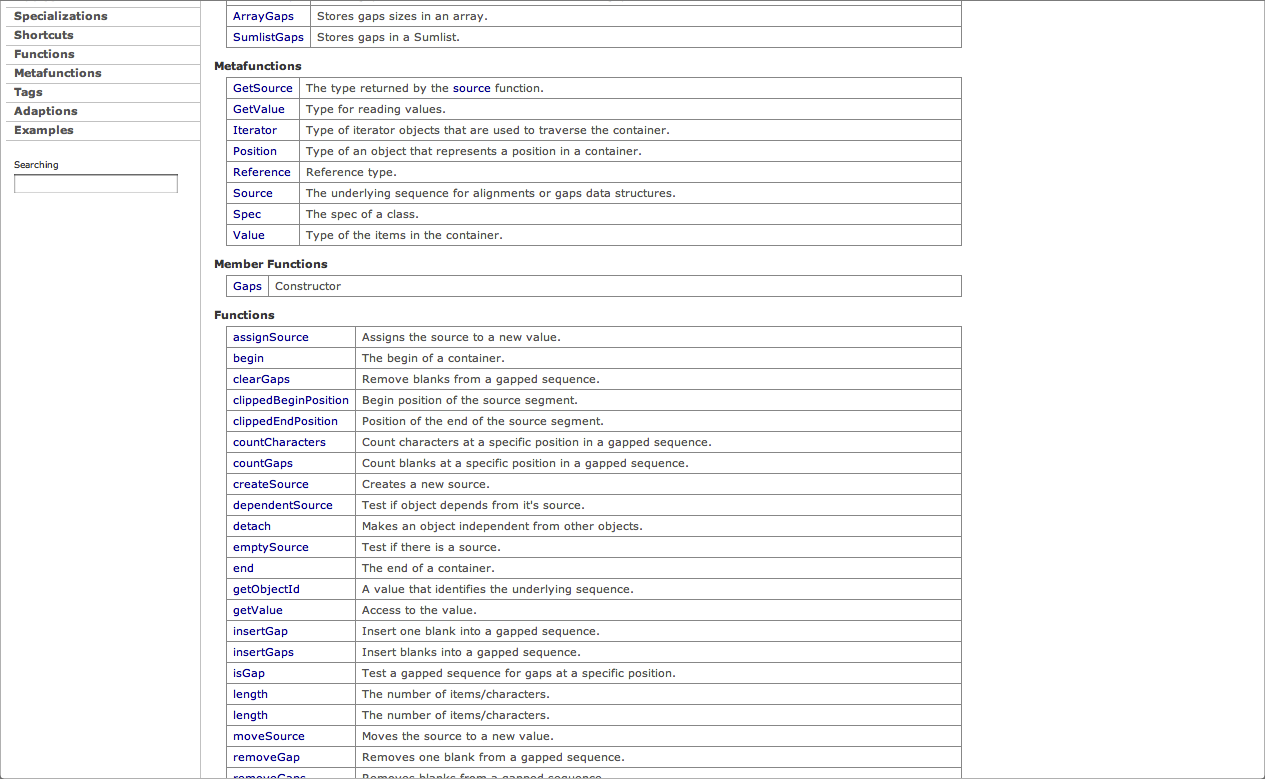 Specializations
Shortcuts
Functions
Metafunctions
Tags
Adaptions
Examples
Searching
ArrayGaps Stores gaps sizes in an array.
SumlistGaps Stores gaps in a Sumlist.
Metafunctions
GetSource The type returned by the source function.
GetValue Type for reading values.
Iterator Type of iterator objects that are used to traverse the container.
Position Type of an object that represents a position in a container.
Reference Reference type.
Source The underlying sequence for alignments or gaps data structures.
Spec The spec of a class.
Value Type of the items in the container.
Member Functions
Gaps Constructor
Functions
assignSource Assigns the source to a new value.
begin The begin of a container.
clearGaps Remove blanks from a gapped sequence.
clippedBeginPosition Begin position of the source segment.
clippedEndPosition Position of the end of the source segment.
countCharacters Count characters at a specific position in a gapped sequence.
countGaps Count blanks at a specific position in a gapped sequence.
createSource Creates a new source.
dependentSource Test if object depends from it's source.
detach Makes an object independent from other objects.
emptySource Test if there is a source.
end The end of a container.
getObjectId A value that identifies the underlying sequence.
getValue Access to the value.
insertGap Insert one blank into a gapped sequence.
insertGaps Insert blanks into a gapped sequence.
isGap Test a gapped sequence for gaps at a specific position.
length The number of items/characters.
length The number of items/characters.
moveSource Moves the source to a new value.
removeGap Removes one blank from a gapped sequence.
removeGaps Removes blanks from a gapped sequence.